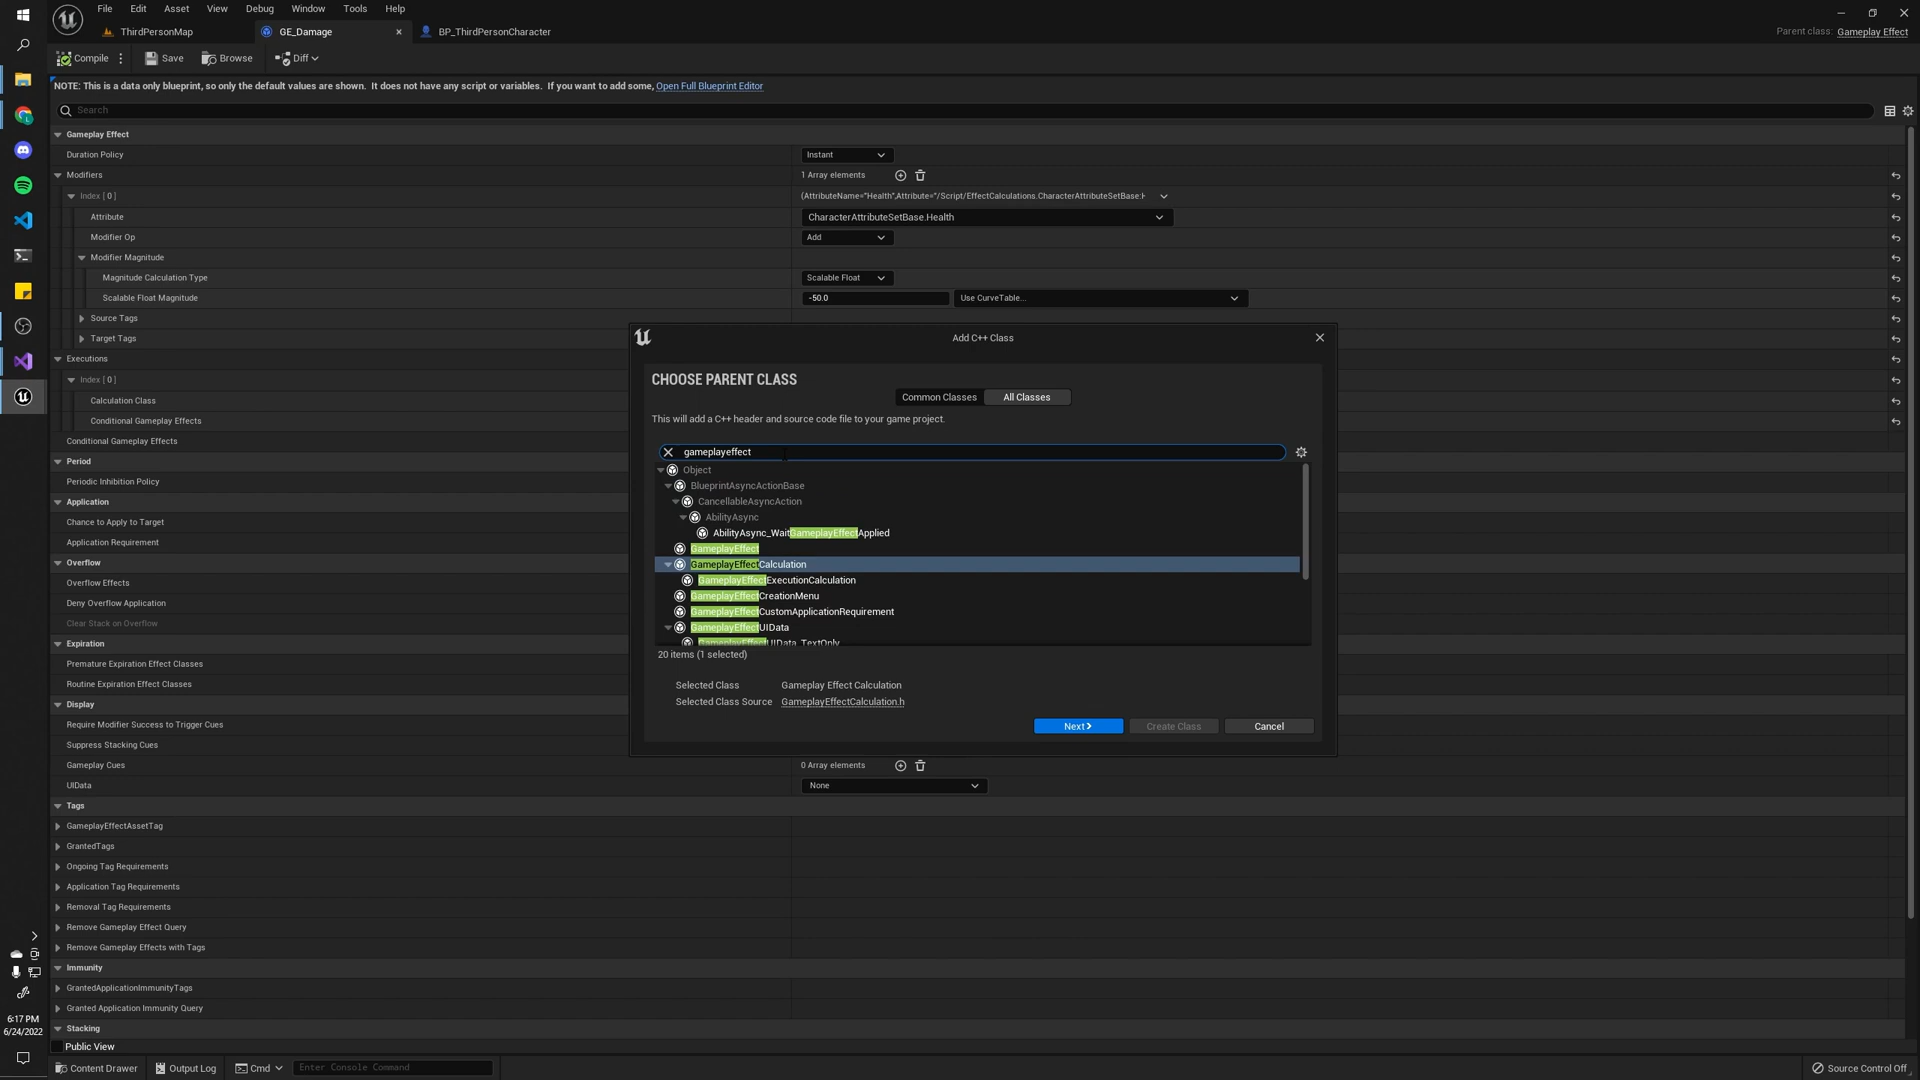 File Edit Asset View Debug Window Tools Help
ThirdPersonMap GE_Damage BP_ThirdPersonCharacter Parent class: Gameplay Effect
Compile Save Browse Diff
NOTE: This is a data only blueprint, so only the default values are shown. It does not have any script or variables. If you want to add some, Open Full Blueprint Editor
Search
Gameplay Effect
Duration Policy Instant
Modifiers 1 Array elements
Index [ 0 ] (AttributeName="Health",Attribute="/Script/EffectCalculations.CharacterAttributeSetBase:H
Attribute CharacterAttributeSetBase.Health
Modifier Op Add
Modifier Magnitude
Magnitude Calculation Type Scalable Float
Scalable Float Magnitude -50.0 Use CurveTable...
Source Tags
Target Tags
Executions
Index [ 0 ]
Calculation Class
Conditional Gameplay Effects
Conditional Gameplay Effects
Period
Periodic Inhibition Policy
Application
Chance to Apply to Target
Application Requirement
Overflow
Overflow Effects
Deny Overflow Application
Clear Stack on Overflow
Expiration
Premature Expiration Effect Classes
Routine Expiration Effect Classes
Display
Require Modifier Success to Trigger Cues
Suppress Stacking Cues
Gameplay Cues 0 Array elements
UIData None
Tags
GameplayEffectAssetTag
GrantedTags
Ongoing Tag Requirements
Application Tag Requirements
Removal Tag Requirements
Remove Gameplay Effect Query
Remove Gameplay Effects with Tags
Immunity
GrantedApplicationImmunityTags
Granted Application Immunity Query
Stacking
Public View
Add C++ Class
CHOOSE PARENT CLASS
Common Classes All Classes
This will add a C++ header and source code file to your game project.
gameplayeffect
Object
BlueprintAsyncActionBase
CancellableAsyncAction
AbilityAsync
AbilityAsync_WaitGameplayEffectApplied
GameplayEffect
GameplayEffectCalculation
GameplayEffectExecutionCalculation
GameplayEffectCreationMenu
GameplayEffectCustomApplicationRequirement
GameplayEffectUIData
GameplayEffectUIData_TextOnly
20 items (1 selected)
Selected Class Gameplay Effect Calculation
Selected Class Source GameplayEffectCalculation.h
Next Create Class Cancel
6:17 PM
6/24/2022
Content Drawer Output Log Cmd Enter Console Command Source Control Off